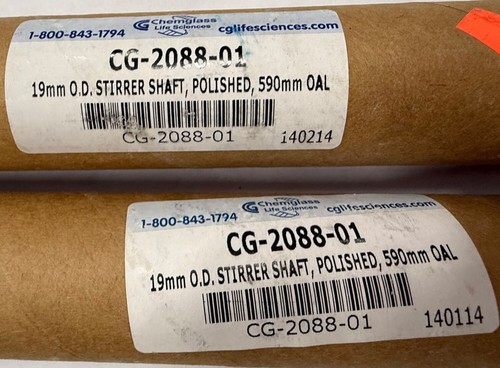 1-800-843-1794 Chemglass Life Sciences cglifesciences.com
CG-2088-01
19mm O.D. STIRRER SHAFT, POLISHED, 590mm OAL
CG-2088-01 140214
1-800-843-1794 Chemglass Life Sciences cglifesciences.com
CG-2088-01
19mm O.D. STIRRER SHAFT, POLISHED, 590mm OAL
CG-2088-01 140114